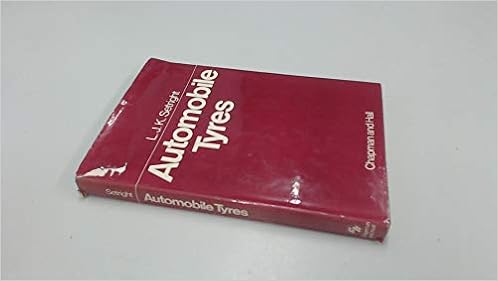 L.J.K. Setright
Automobile
Tyres
Chapman and Hall
Setright
Automobile Tyres